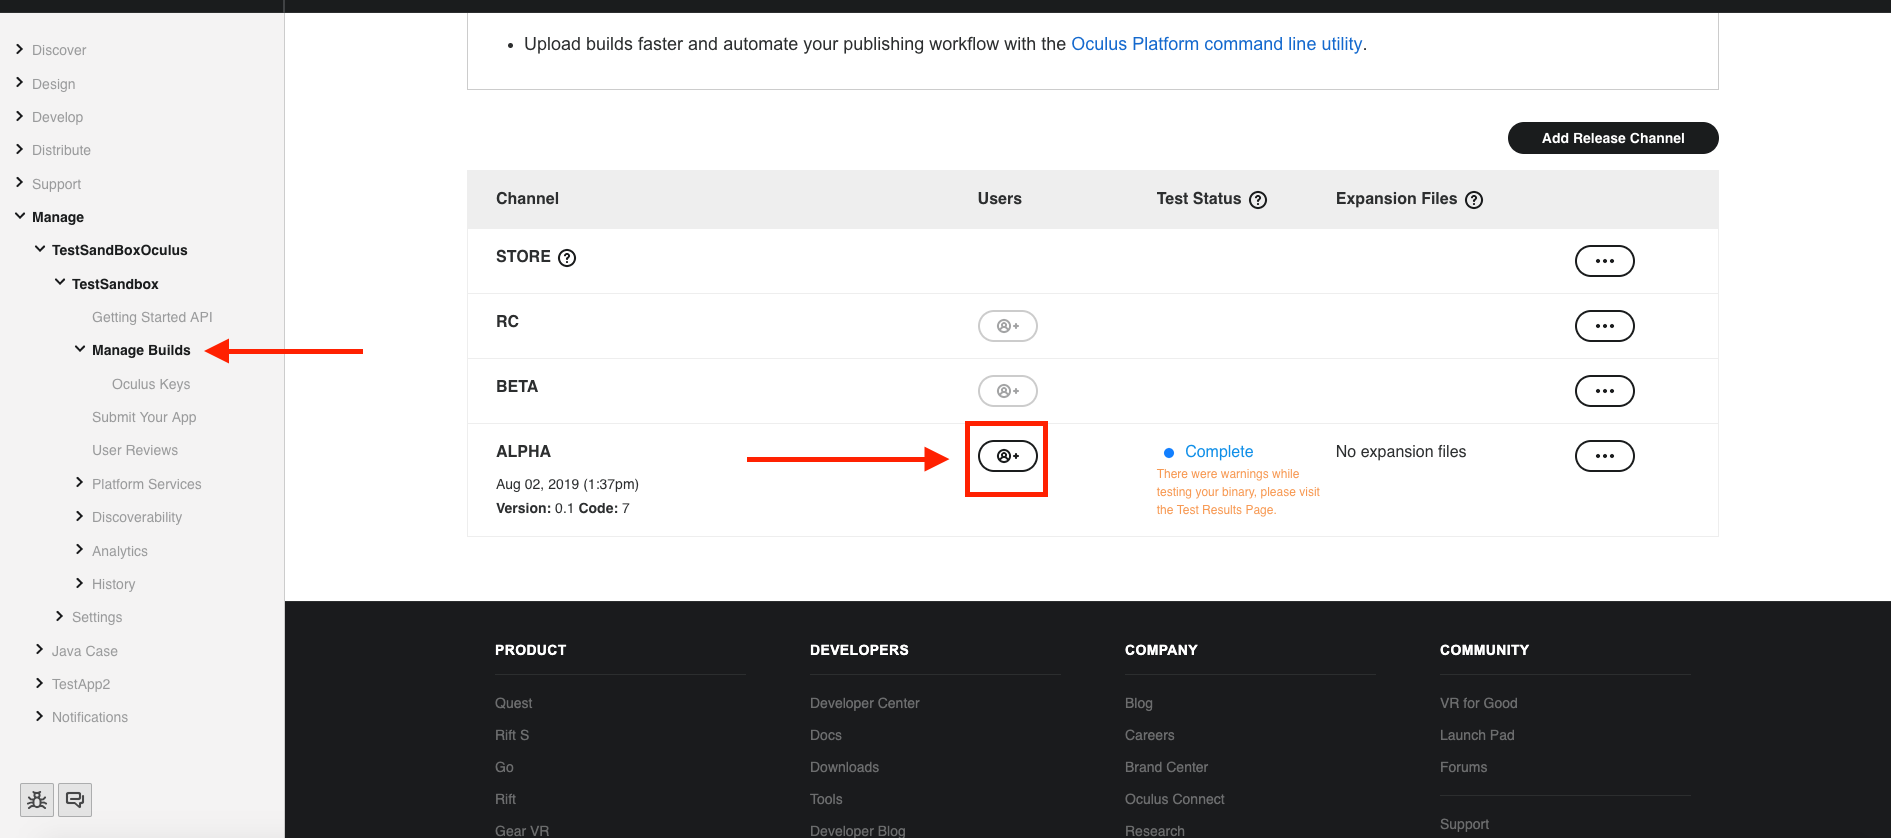 Discover
Design
Develop
Distribute
Support
Manage
TestSandBoxOculus
TestSandbox
Getting Started API
Manage Builds
Oculus Keys
Submit Your App
User Reviews
Platform Services
Discoverability
Analytics
History
Settings
Java Case
TestApp2
Notifications
• Upload builds faster and automate your publishing workflow with the Oculus Platform command line utility.
Add Release Channel
Channel Users Test Status ? Expansion Files ?
STORE ?
RC
BETA
ALPHA Complete No expansion files
Aug 02, 2019 (1:37pm)
Version: 0.1 Code: 7
There were warnings while
testing your binary, please visit
the Test Results Page.
PRODUCT
Quest
Rift S
Go
Rift
Gear VR
DEVELOPERS
Developer Center
Docs
Downloads
Tools
Developer Blog
COMPANY
Blog
Careers
Brand Center
Oculus Connect
Research
COMMUNITY
VR for Good
Launch Pad
Forums
Support